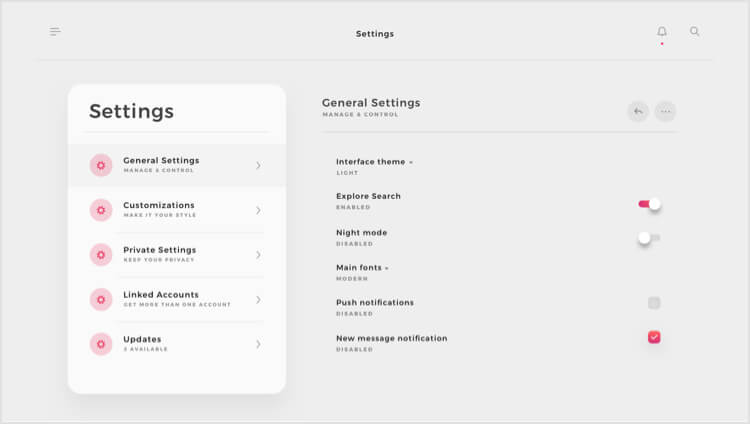 Settings
Settings
General Settings
MANAGE & CONTROL
Customizations
MAKE IT YOUR STYLE
Private Settings
KEEP YOUR PRIVACY
Linked Accounts
GET MORE THAN ONE ACCOUNT
Updates
2 AVAILABLE
General Settings
MANAGE & CONTROL
Interface theme
LIGHT
Explore Search
ENABLED
Night mode
DISABLED
Main fonts
MODERN
Push notifications
DISABLED
New message notification
DISABLED